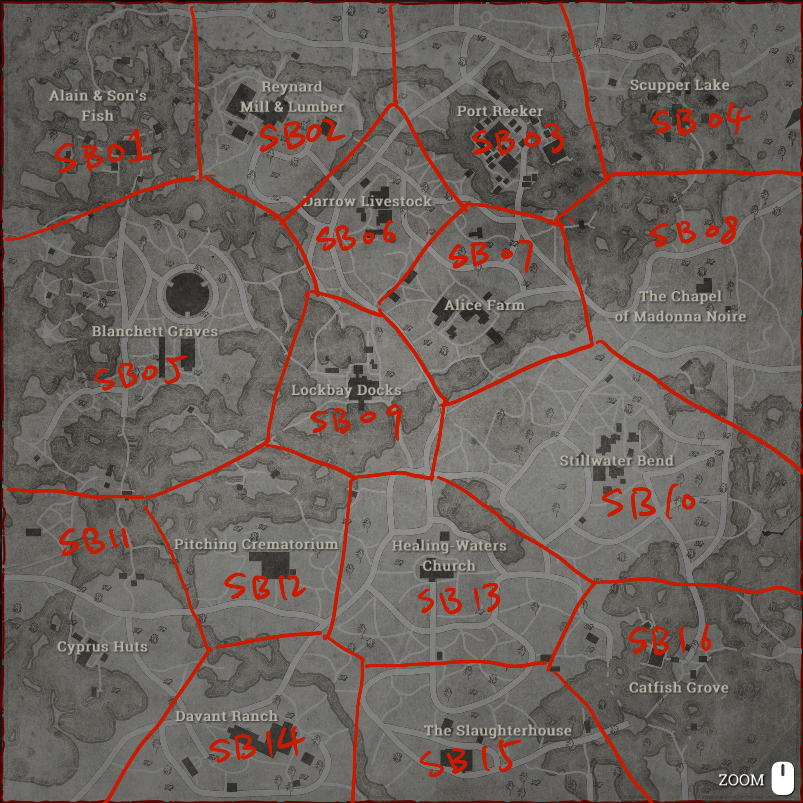 Alain & Son's
Fish
SB01
Reynard
Mill & Lumber
SB02
Port Reeker
SB03
Scupper Lake
SB04
Darrow Livestock
SB06
SB07
Alice Farm
SB08
The Chapel
of Madonna Noire
Blanchett Graves
SB05
Lockbay Docks
SB09
Stillwater Bend
SB10
SB11
Cyprus Huts
Pitching Crematorium
SB12
Healing-Waters
Church
SB13
SB16
Catfish Grove
Davant Ranch
SB14
The Slaughterhouse
SB15
ZOOM